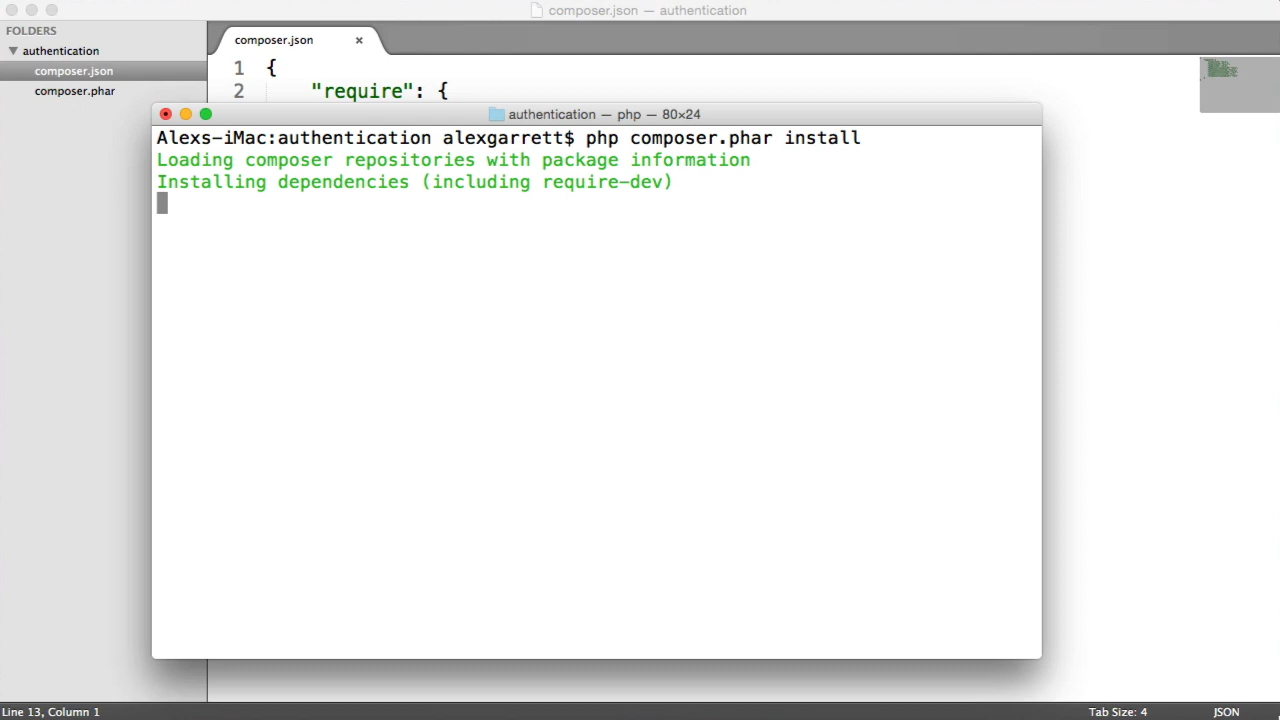 composer.json — authentication
FOLDERS
authentication
composer.json
composer.phar
composer.json ×
1 {
2 "require": {
authentication — php — 80×24
Alexs-iMac:authentication alexgarrett$ php composer.phar install
Loading composer repositories with package information
Installing dependencies (including require-dev)
Line 13, Column 1
Tab Size: 4
JSON